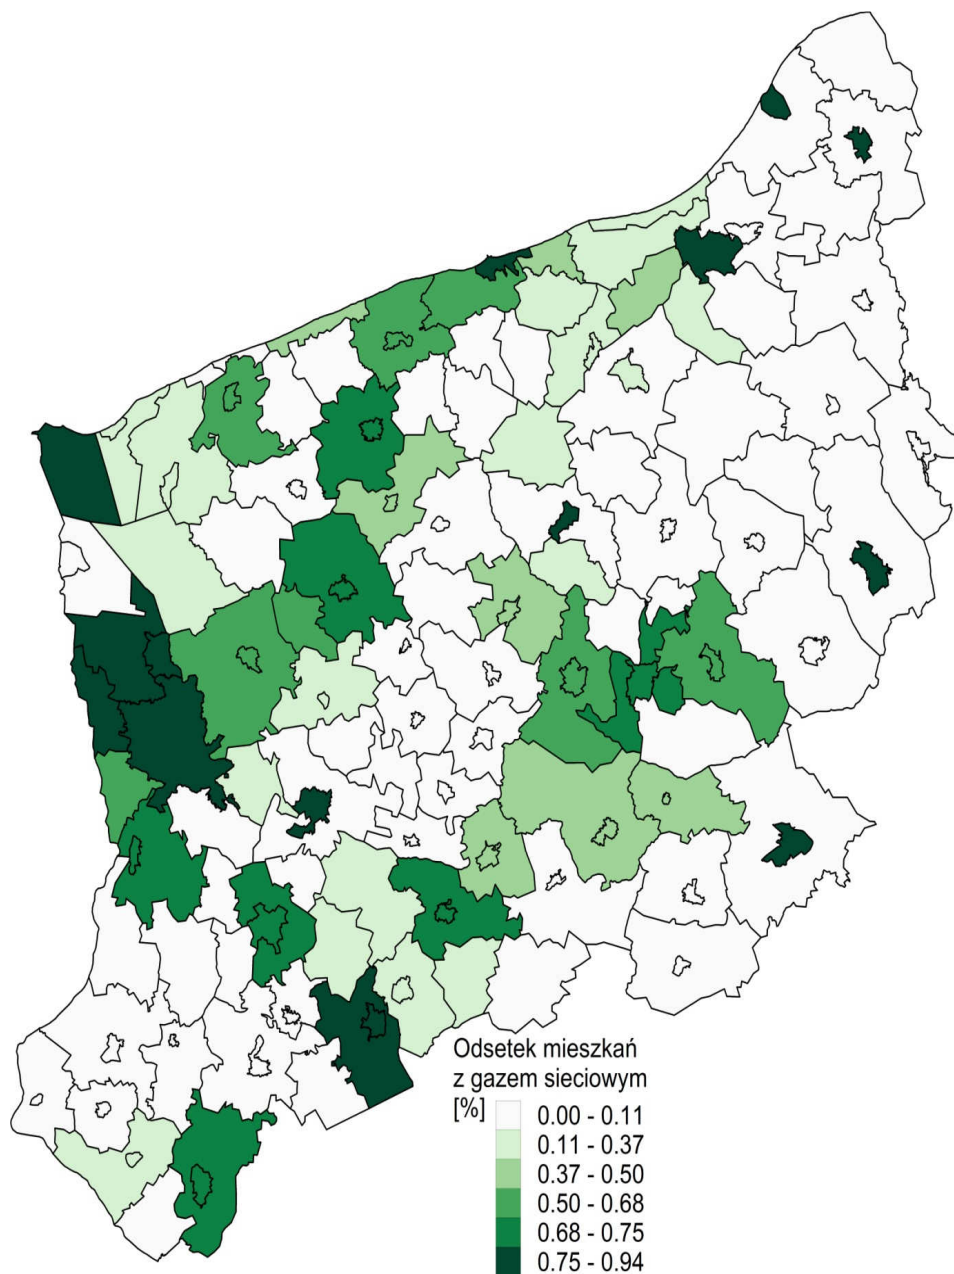 Odsetek mieszkań
z gazem sieciowym
[%]
0.00 - 0.11
0.11 - 0.37
0.37 - 0.50
0.50 - 0.68
0.68 - 0.75
0.75 - 0.94